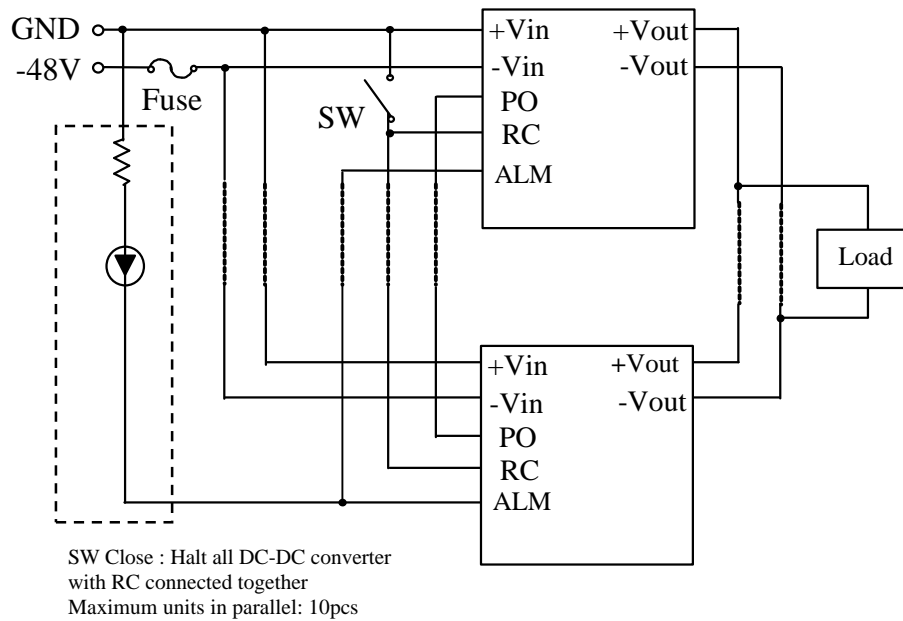 GND
-48V
Fuse
SW
+Vin
-Vin
PO
RC
ALM
+Vout
-Vout
Load
+Vin
-Vin
PO
RC
ALM
+Vout
-Vout
SW Close : Halt all DC-DC converter
with RC connected together
Maximum units in parallel: 10pcs